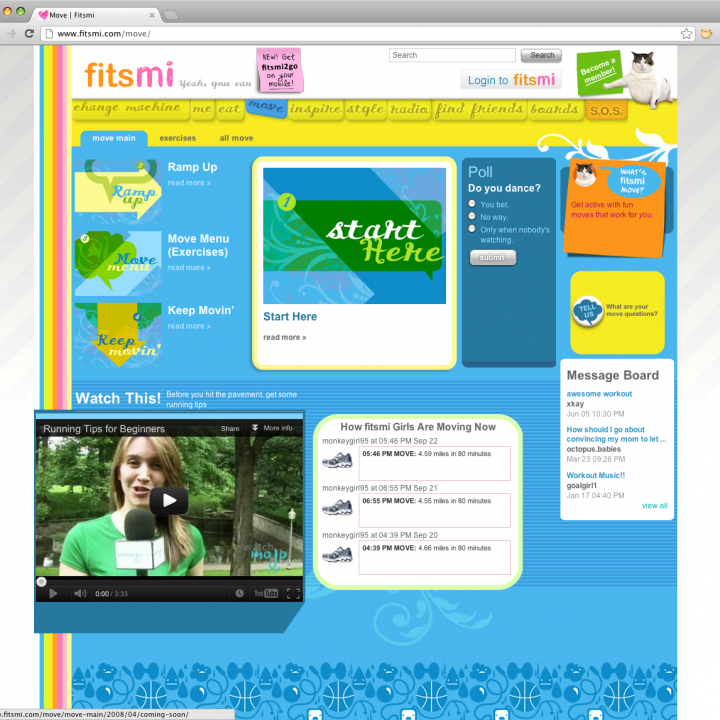 Move | Fitsmi
www.fitsmi.com/move/
fitsmi yeah, you can
NEW! Get
fitsmi2go
on your
mobile!
Search
Search
Login to fitsmi
Become a
member!
change machine me eat move inspire style radio find friends boards S.O.S.
move main exercises all move
Ramp Up
read more »
Ramp
up
Move Menu
(Exercises)
read more »
Move
menu
Keep Movin'
read more »
Keep
movin'
1
start
Here
Start Here
read more »
Poll
Do you dance?
You bet.
No way.
Only when nobody's
watching.
submit
WHAT'S
fitsmi
MOVE?
Get active with fun
moves that work for you.
TELL
US
What are your
move questions?
Message Board
awesome workout
xkay
Jun 05 10:30 PM
How should I go about
convincing my mom to let ...
octopus.babies
Mar 23 09:26 PM
Workout Music!!
goalgirl1
Jan 17 04:40 PM
view all
Watch This!
Before you hit the pavement, get some
running tips
Running Tips for Beginners
Share
More info
watch
mojo
0:00 / 3:33
YouTube
How fitsmi Girls Are Moving Now
monkeygirl95 at 05:46 PM Sep 22
05:46 PM MOVE: 4.59 miles in 80 minutes
monkeygirl95 at 06:55 PM Sep 21
06:55 PM MOVE: 4.55 miles in 80 minutes
monkeygirl95 at 04:39 PM Sep 20
04:39 PM MOVE: 4.66 miles in 80 minutes
w.fitsmi.com/move/move-main/2008/04/coming-soon/